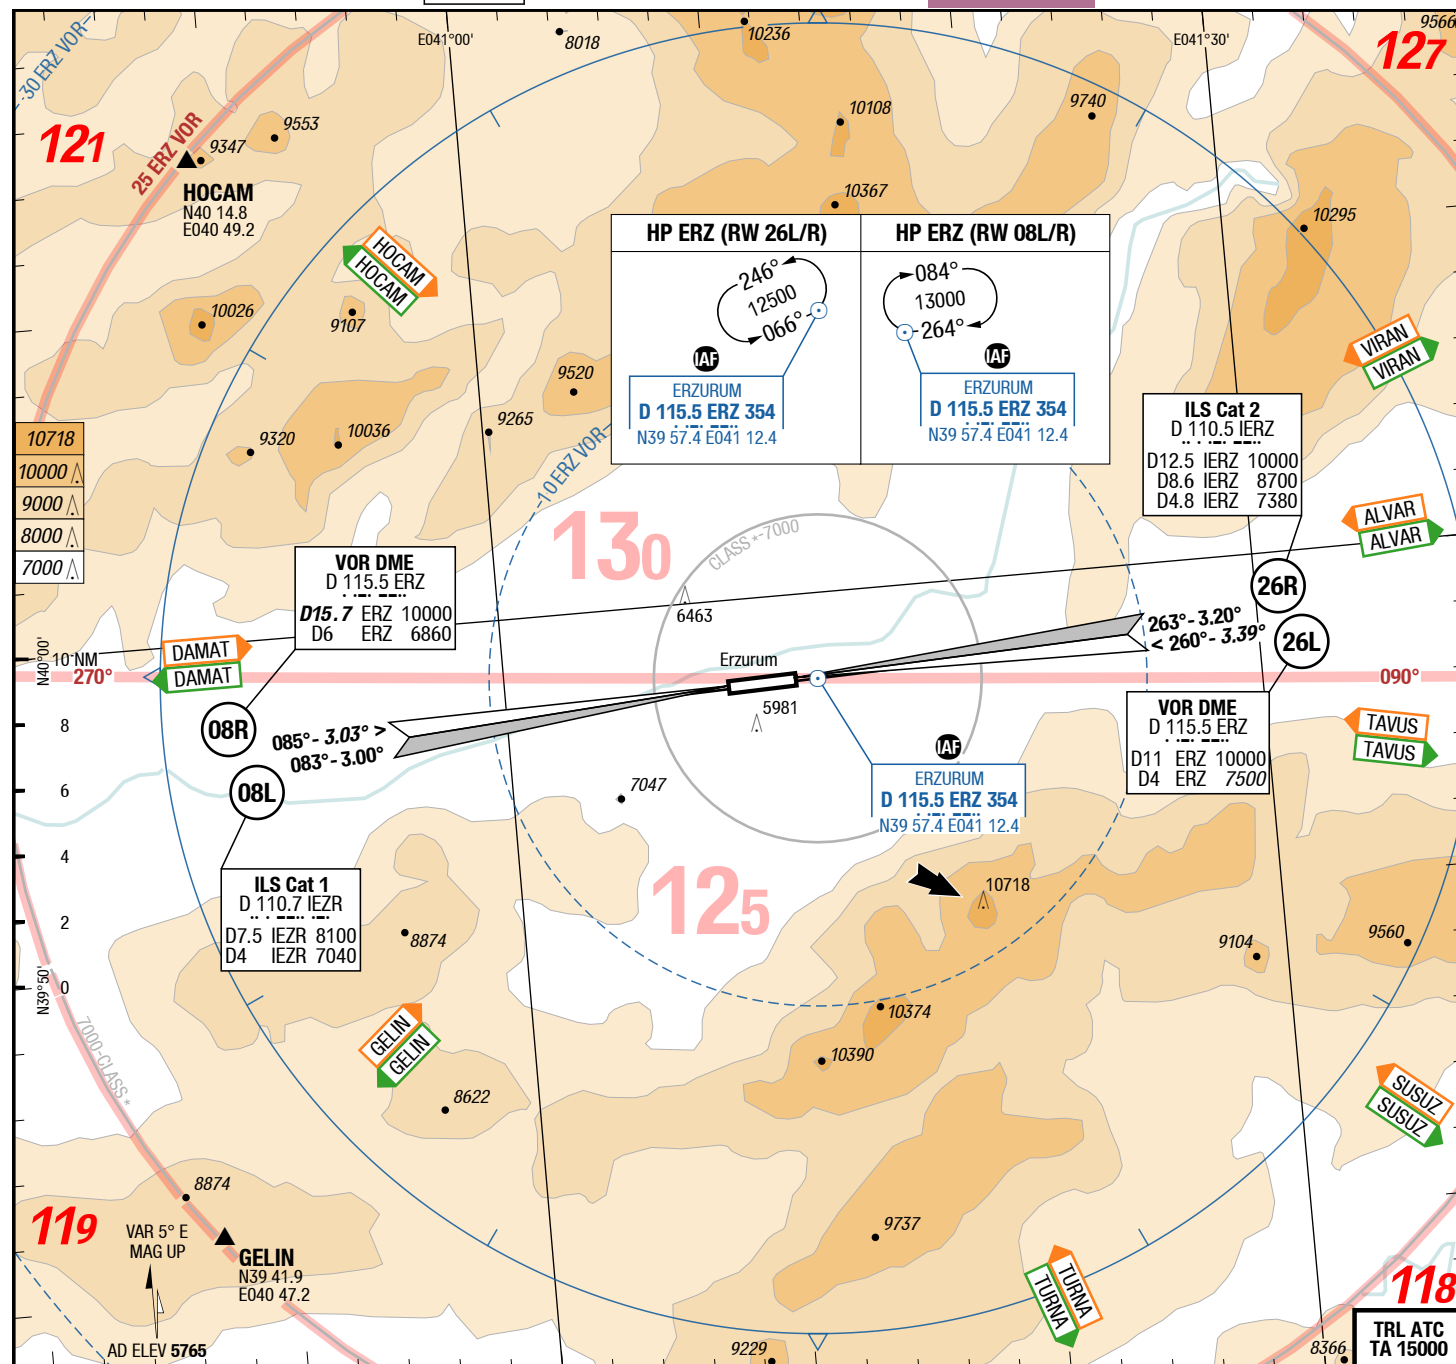 E041°00'
E041°30'
30 ERZ VOR
8018
10236
9566
127
121
25 ERZ VOR
9347
9553
10108
9740
HOCAM
N40 14.8
E040 49.2
10367
10295
HOCAM
HOCAM
HP ERZ (RW 26L/R)
246°
12500
066°
IAF
ERZURUM
D 115.5 ERZ 354
N39 57.4 E041 12.4
HP ERZ (RW 08L/R)
084°
13000
264°
IAF
ERZURUM
D 115.5 ERZ 354
N39 57.4 E041 12.4
10026
9107
VIRAN
VIRAN
9520
9265
9320
10036
10718
10000
9000
8000
7000
10 ERZ VOR
ILS Cat 2
D 110.5 IERZ
D12.5 IERZ 10000
D8.6 IERZ 8700
D4.8 IERZ 7380
ALVAR
ALVAR
130
CLASS *-7000
6463
VOR DME
D 115.5 ERZ
D15.7 ERZ 10000
D6 ERZ 6860
26R
263°- 3.20°
< 260°- 3.39°
26L
DAMAT
DAMAT
N40°00'
10 NM
270°
Erzurum
090°
5981
08R
085°- 3.03° >
083°- 3.00°
08L
VOR DME
D 115.5 ERZ
D11 ERZ 10000
D4 ERZ 7500
TAVUS
TAVUS
8
6
4
2
0
N39°50'
7047
IAF
ERZURUM
D 115.5 ERZ 354
N39 57.4 E041 12.4
125
10718
ILS Cat 1
D 110.7 IEZR
D7.5 IEZR 8100
D4 IEZR 7040
8874
9104
9560
10374
10390
7000-CLASS *
GELIN
GELIN
8622
SUSUZ
SUSUZ
8874
119
VAR 5° E
MAG UP
GELIN
N39 41.9
E040 47.2
9737
TURNA
TURNA
118
AD ELEV 5765
9229
8366
TRL ATC
TA 15000